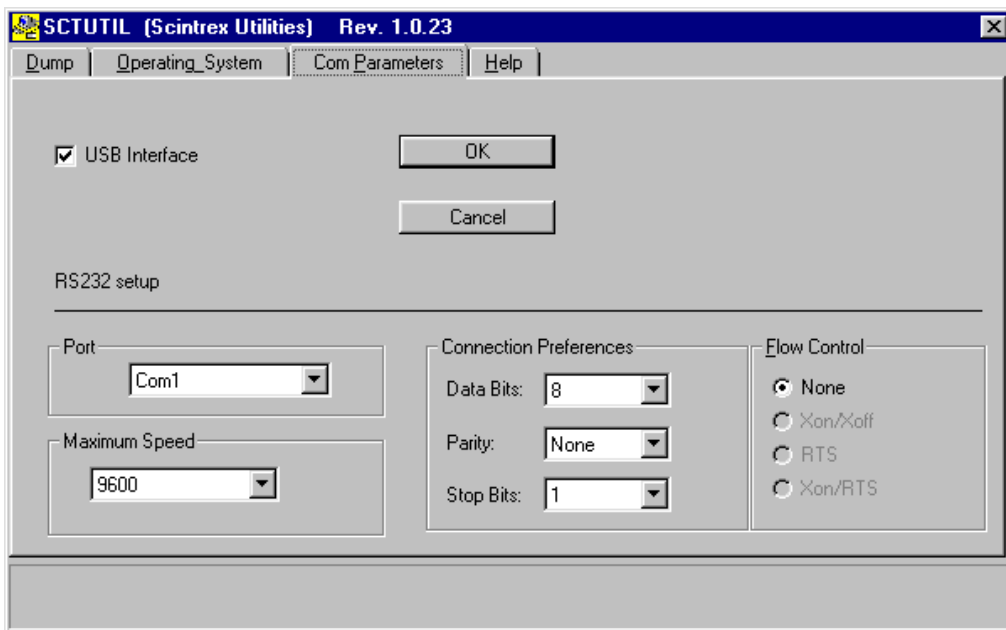 SCTUTIL (Scintrex Utilities) Rev. 1.0.23
Dump Operating_System Com Parameters Help
USB Interface
OK
Cancel
RS232 setup
Port
Com1
Maximum Speed
9600
Connection Preferences
Data Bits: 8
Parity: None
Stop Bits: 1
Flow Control
None
Xon/Xoff
RTS
Xon/RTS